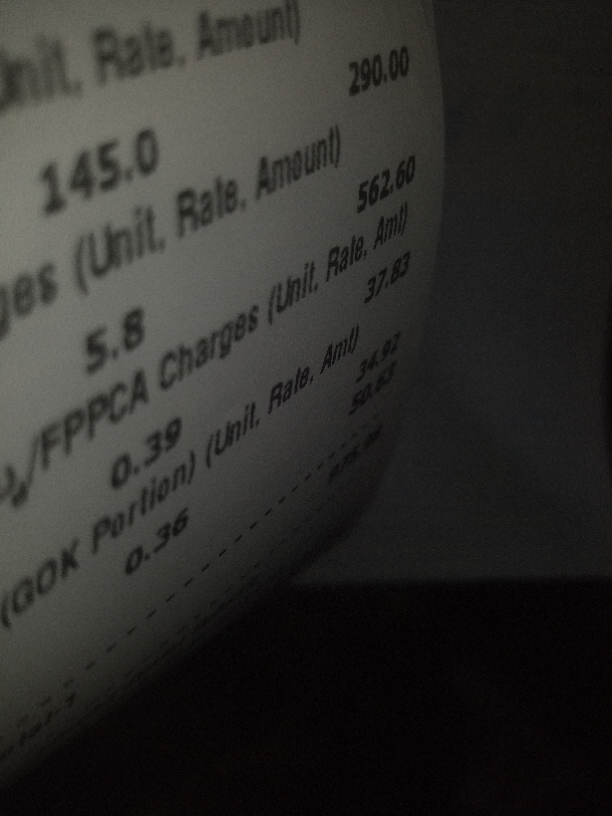 Unit, Rate, Amount)
145.0 290.00
ges (Unit, Rate, Amount)
5.8 562.60
/FPPCA Charges (Unit, Rate, Amt)
0.39 37.83
(GOK Portion) (Unit, Rate, Amt)
0.36 34.92
50.63